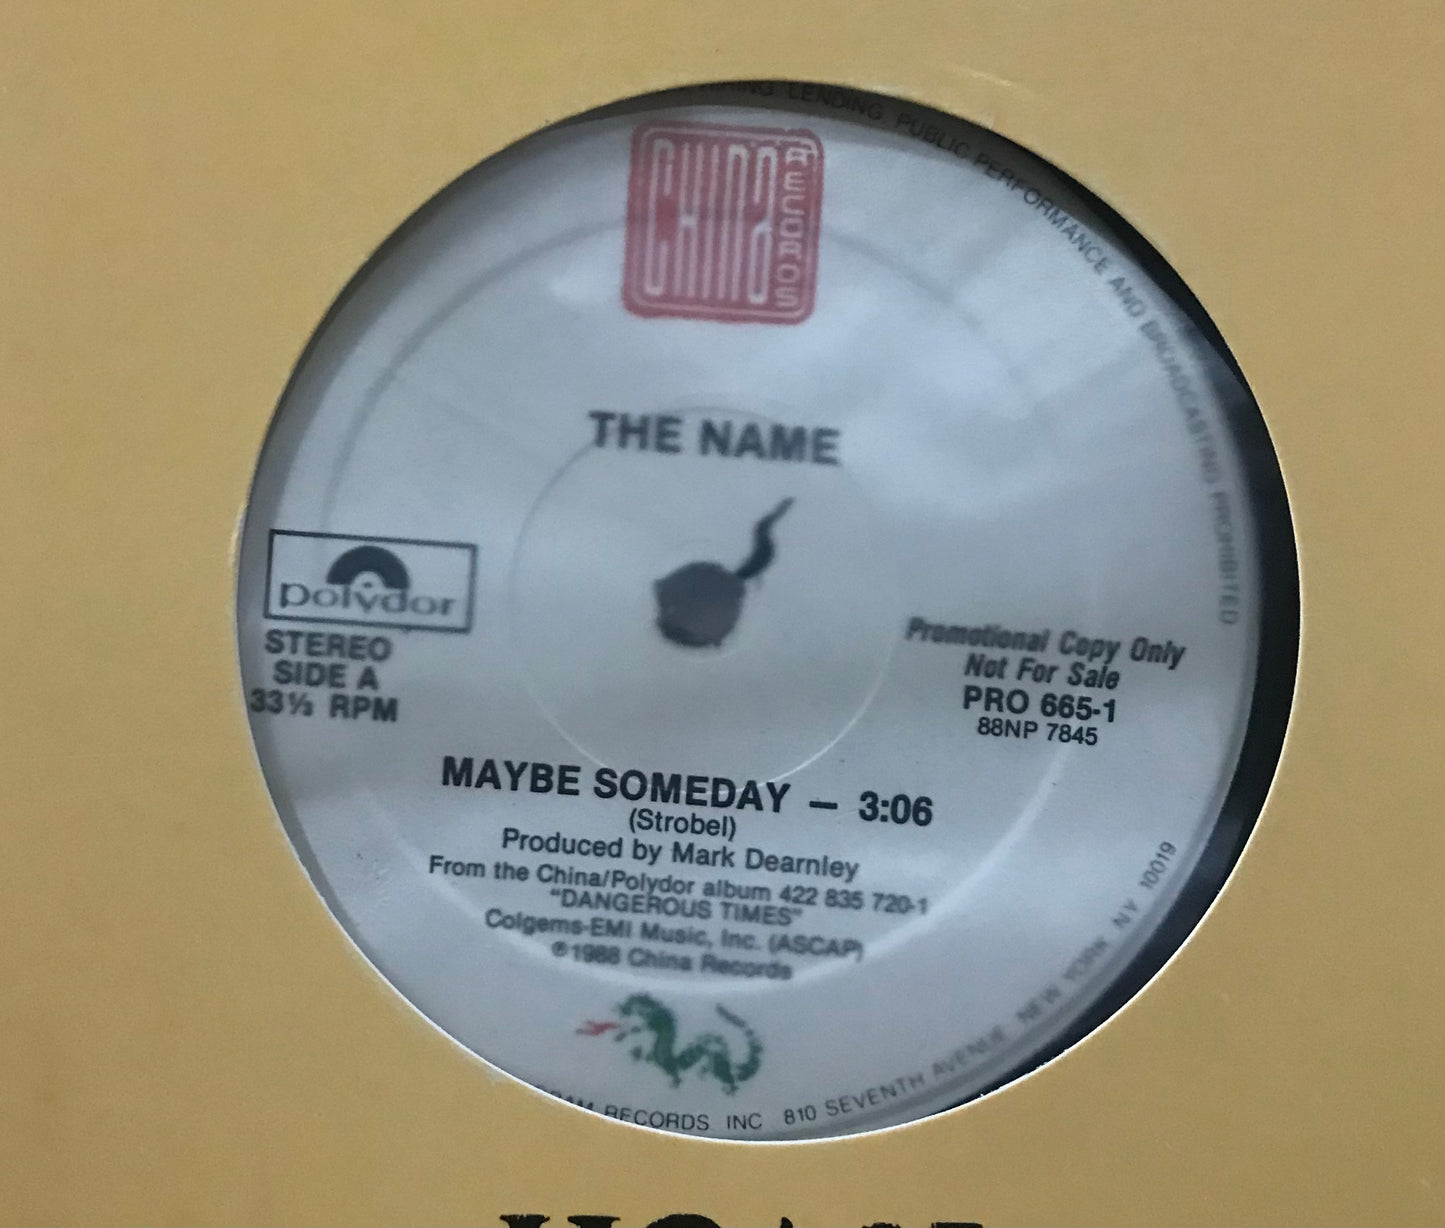 LENDING, PUBLIC PERFORMANCE AND BROADCASTING PROHIBITED
CHINA
RECORDS
THE NAME
polydor
STEREO
SIDE A
33⅓ RPM
Promotional Copy Only
Not For Sale
PRO 665-1
88NP 7845
MAYBE SOMEDAY – 3:06
(Strobel)
Produced by Mark Dearnley
From the China/Polydor album 422 835 720-1
"DANGEROUS TIMES"
Colgems-EMI Music, Inc. (ASCAP)
℗1988 China Records
RECORDS INC 810 SEVENTH AVENUE NEW YORK NY 10019